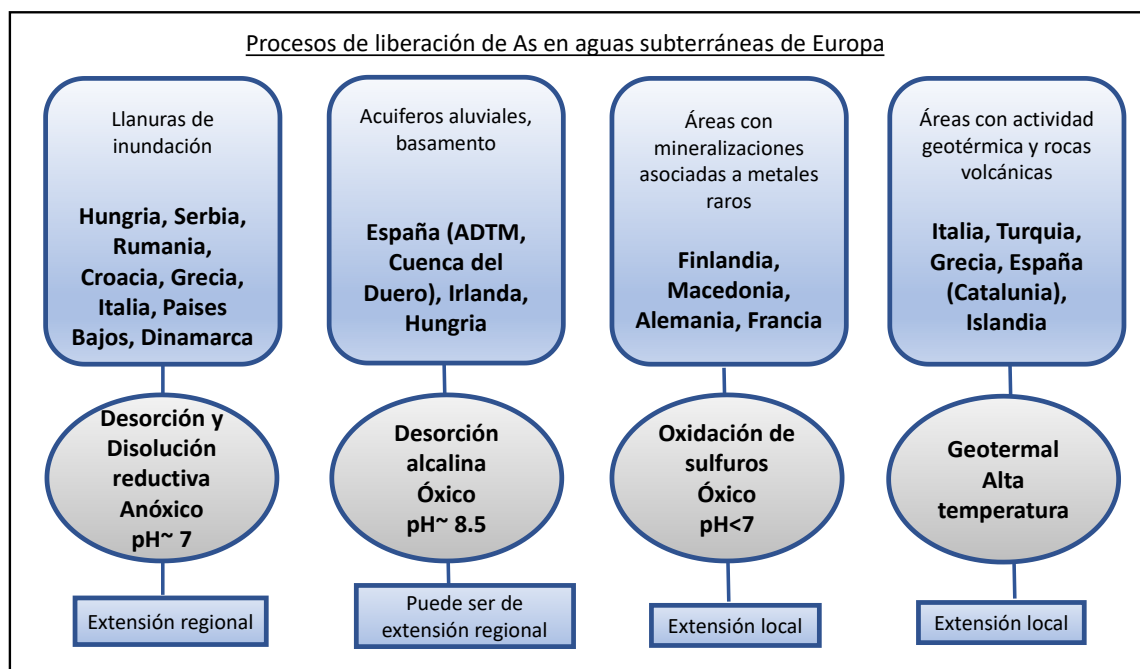 Procesos de liberación de As en aguas subterráneas de Europa
Llanuras de
inundación
Hungria, Serbia,
Rumania,
Croacia, Grecia,
Italia, Paises
Bajos, Dinamarca
Desorción y
Disolución
reductiva
Anóxico
pH~ 7
Extensión regional
Acuiferos aluviales,
basamento
España (ADTM,
Cuenca del
Duero), Irlanda,
Hungria
Desorción
alcalina
Óxico
pH~ 8.5
Puede ser de
extensión regional
Áreas con
mineralizaciones
asociadas a metales
raros
Finlandia,
Macedonia,
Alemania, Francia
Oxidación de
sulfuros
Óxico
pH<7
Extensión local
Áreas con actividad
geotérmica y rocas
volcánicas
Italia, Turquia,
Grecia, España
(Catalunia),
Islandia
Geotermal
Alta
temperatura
Extensión local